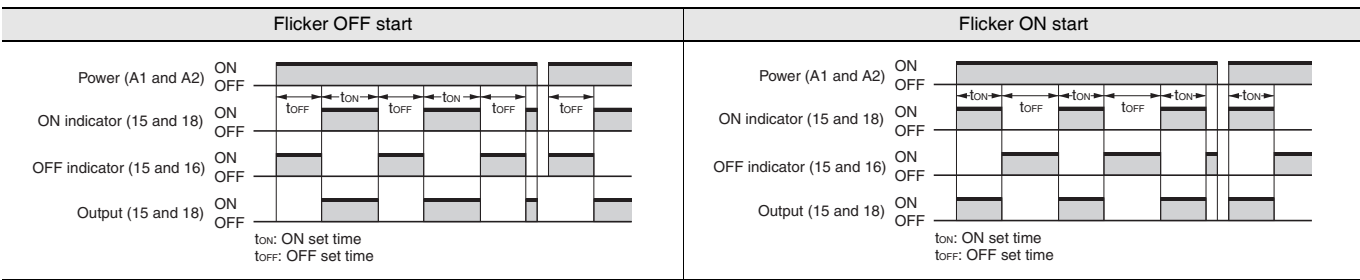 Flicker OFF start
Power (A1 and A2) ON
OFF
tOFF tON tOFF tON tOFF tOFF
ON indicator (15 and 18) ON
OFF
OFF indicator (15 and 16) ON
OFF
Output (15 and 18) ON
OFF
tON: ON set time
tOFF: OFF set time
Flicker ON start
Power (A1 and A2) ON
OFF
tON tOFF tON tOFF tON tON
ON indicator (15 and 18) ON
OFF
OFF indicator (15 and 16) ON
OFF
Output (15 and 18) ON
OFF
tON: ON set time
tOFF: OFF set time